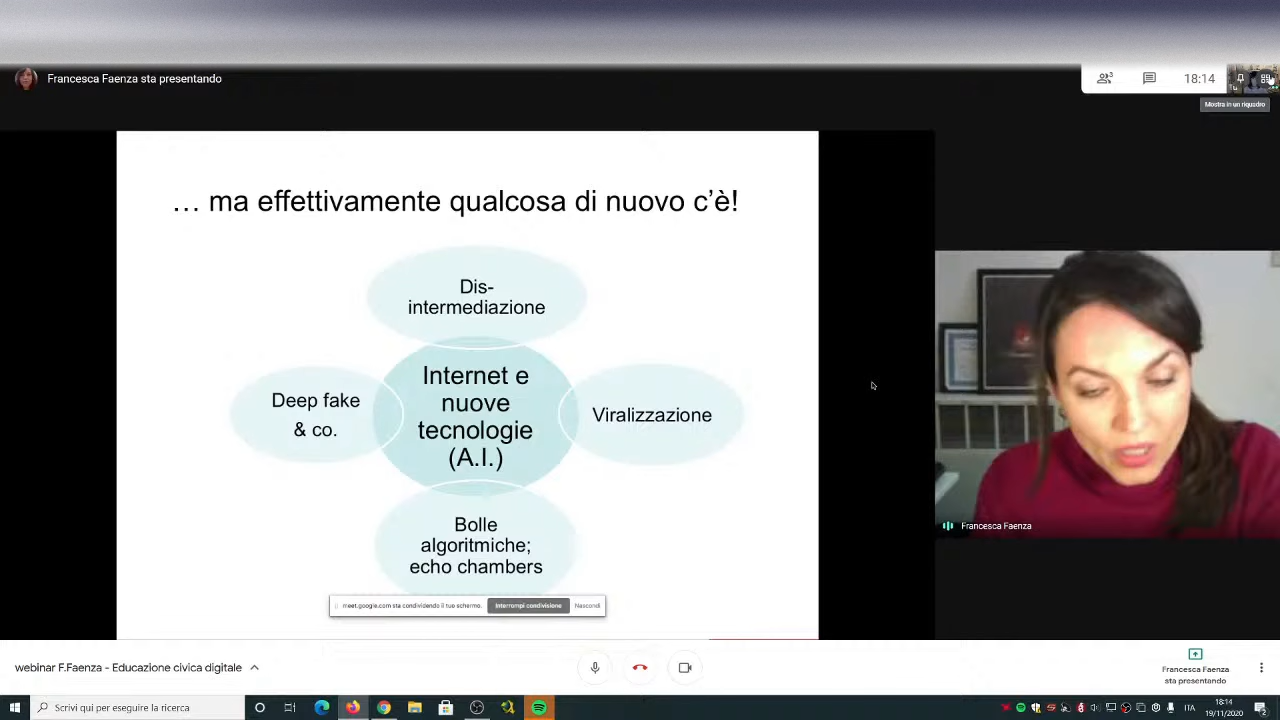 Francesca Faenza sta presentando
3
18:14
Mostra in un riquadro
… ma effettivamente qualcosa di nuovo c’è!
Dis-
intermediazione
Deep fake
& co.
Internet e
nuove
tecnologie
(A.I.)
Viralizzazione
Bolle
algoritmiche;
echo chambers
Francesca Faenza
meet.google.com sta condividendo il tuo schermo.
Interrompi condivisione
Nascondi
webinar F.Faenza - Educazione civica digitale
Francesca Faenza
sta presentando
Scrivi qui per eseguire la ricerca
ITA
18:14
19/11/2020